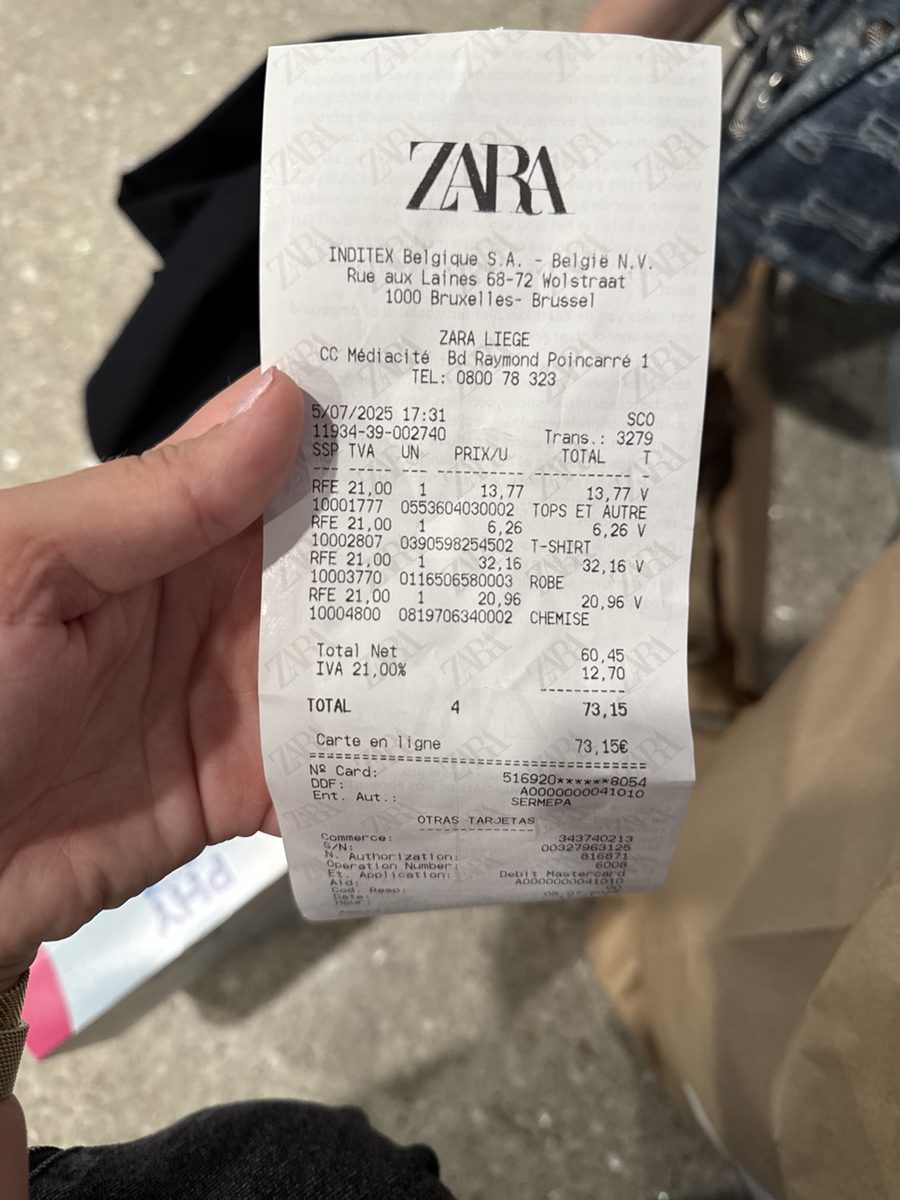 ZARA
INDITEX Belgique S.A. - België N.V.
Rue aux Laines 68-72 Wolstraat
1000 Bruxelles- Brussel
ZARA LIEGE
CC Médiacité Bd Raymond Poincarré 1
TEL: 0800 78 323
5/07/2025 17:31 SCO
11934-39-002740 Trans.: 3279
SSP TVA UN PRIX/U TOTAL T
RFE 21,00 1 13,77 13,77 V
10001777 0553604030002 TOPS ET AUTRE
RFE 21,00 1 6,26 6,26 V
10002807 0390598254502 T-SHIRT
RFE 21,00 1 32,16 32,16 V
10003770 0116506580003 ROBE
RFE 21,00 1 20,96 20,96 V
10004800 0819706340002 CHEMISE
Total Net 60,45
IVA 21,00% 12,70
TOTAL 4 73,15
Carte en ligne 73,15€
Nº Card: 516920******8054
DDF: A0000000041010
Ent. Aut.: SERMEPA
OTRAS TARJETAS
Commerce: 343740213
S/N: 00327963125
N. Authorization: 816871
Operation Number: 6008
Et. Application: Debit Mastercard
Aid: A0000000041010
Cod. Resp: 00
Date:
Hour:
PHY